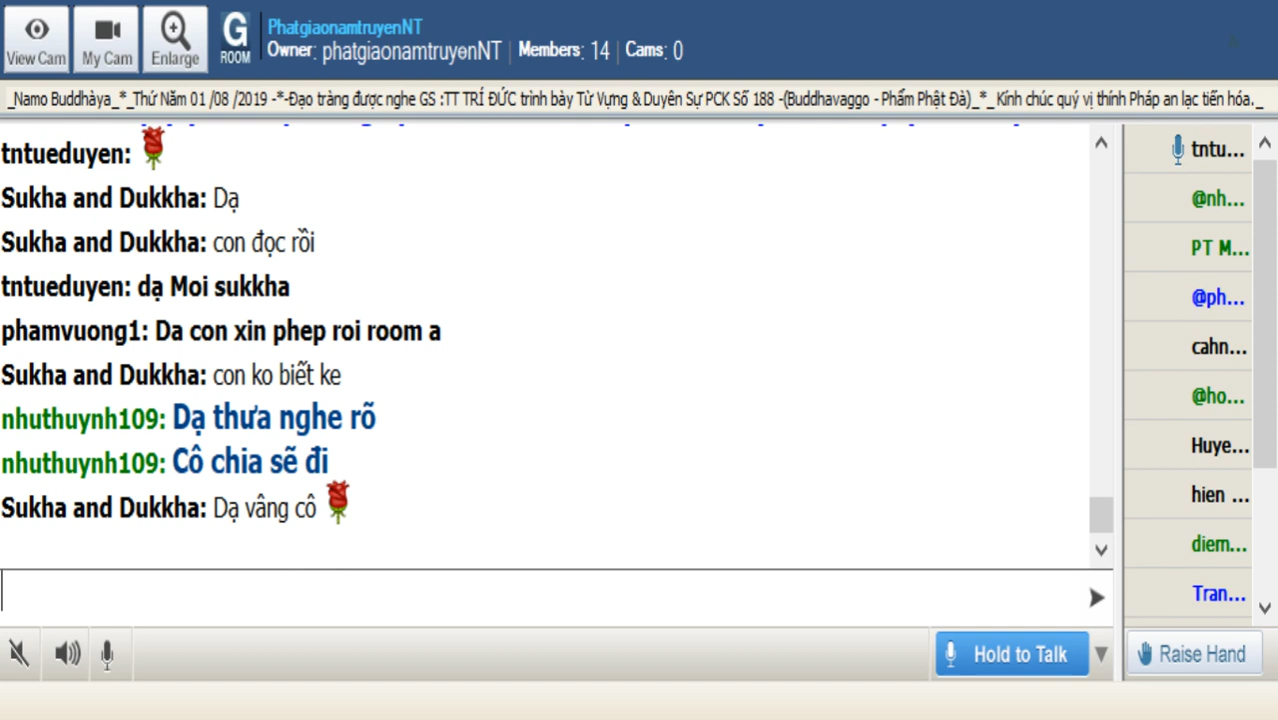 View Cam
My Cam
Enlarge
G
ROOM
PhatgiaonamtruyenNT
Owner: phatgiaonamtruyenNT | Members: 14 | Cams: 0
_Namo Buddhàya_*_Thứ Năm 01 /08 /2019 -*-Đạo tràng được nghe GS :TT TRÍ ĐỨC trình bày Từ Vựng & Duyên Sự PCK Số 188 -(Buddhavaggo - Phẩm Phật Đà)_*_ Kính chúc quý vị thính Pháp an lạc tiến hóa._
tntueduyen:
Sukha and Dukkha: Dạ
Sukha and Dukkha: con đọc rồi
tntueduyen: dạ Moi sukkha
phamvuong1: Da con xin phep roi room a
Sukha and Dukkha: con ko biết ke
nhuthuynh109: Dạ thưa nghe rõ
nhuthuynh109: Cô chia sẽ đi
Sukha and Dukkha: Dạ vâng cô
tntu...
@nh...
PT M...
@ph...
cahn...
@ho...
Huye...
hien ...
diem...
Tran...
Hold to Talk
Raise Hand